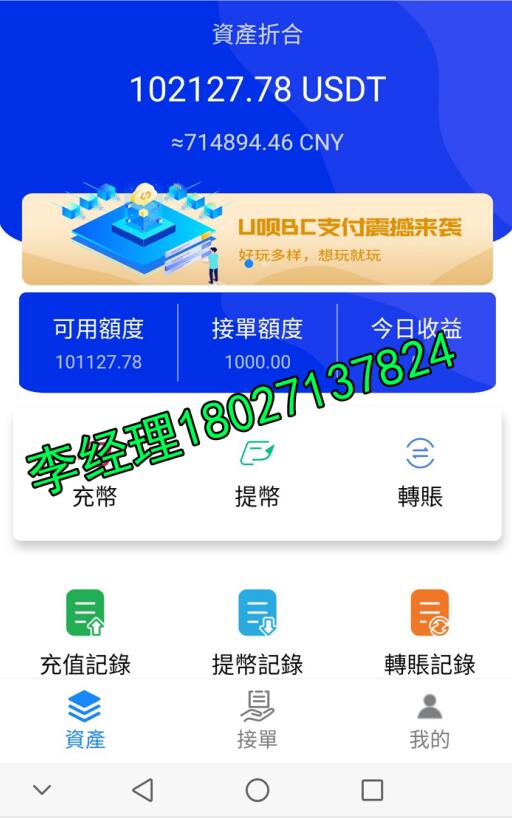 資產折合
102127.78 USDT
≈714894.46 CNY
U呗BC支付震撼来袭
好玩多样，想玩就玩
可用額度 接單額度 今日收益
101127.78 1000.00
李经理18027137824
充幣 提幣 轉賬
充值記錄 提幣記錄 轉賬記錄
資產 接單 我的